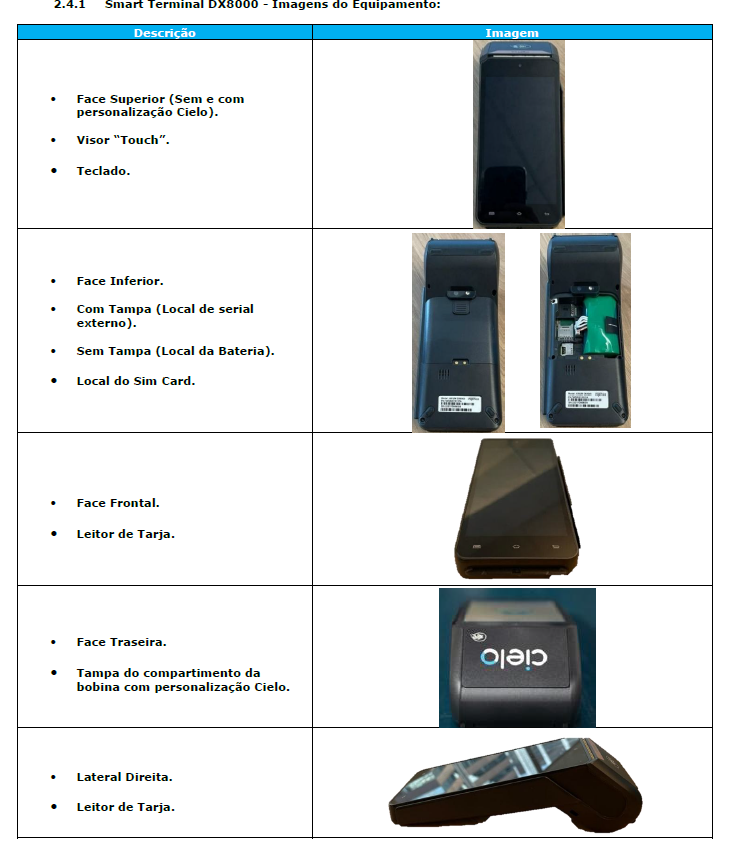 2.4.1 Smart Terminal DX8000 - Imagens do Equipamento:
Descrição
Imagem
• Face Superior (Sem e com
personalização Cielo).
• Visor “Touch”.
• Teclado.
• Face Inferior.
• Com Tampa (Local de serial
externo).
• Sem Tampa (Local da Bateria).
• Local do Sim Card.
• Face Frontal.
• Leitor de Tarja.
• Face Traseira.
• Tampa do compartimento da
bobina com personalização Cielo.
cielo
• Lateral Direita.
• Leitor de Tarja.